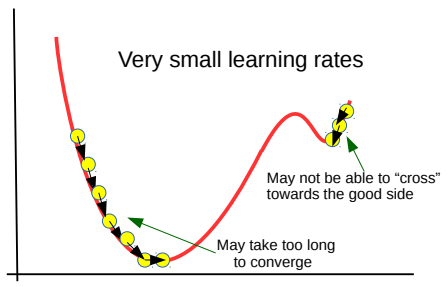 Very small learning rates
May not be able to “cross”
towards the good side
May take too long
to converge